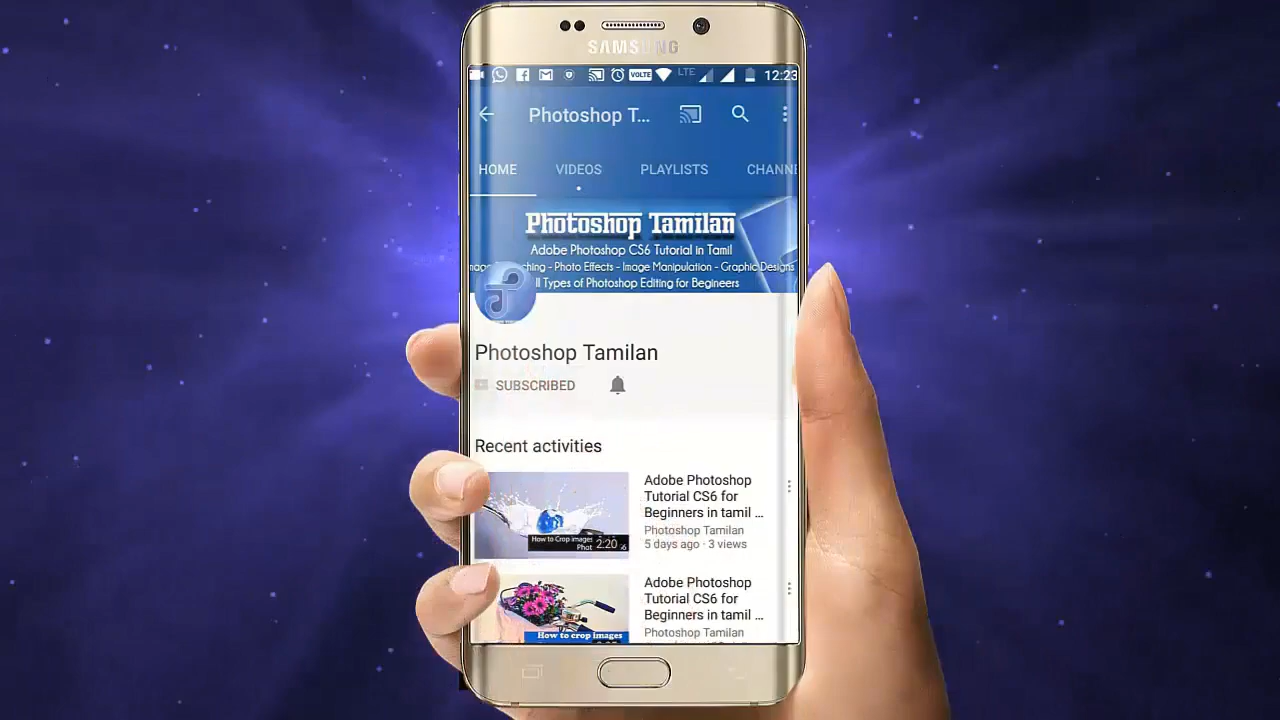 SAMSUNG
VOLTE LTE 12:23
Photoshop T...
HOME VIDEOS PLAYLISTS CHANNE
Photoshop Tamilan
Adobe Photoshop CS6 Tutorial in Tamil
ching - Photo Effects - Image Manipulation - Graphic Designs
ll Types of Photoshop Editing for Begineers
Photoshop Tamilan
SUBSCRIBED
Recent activities
How to Crop Images
Phot 2:20
Adobe Photoshop
Tutorial CS6 for
Beginners in tamil ...
Photoshop Tamilan
5 days ago · 3 views
How to crop Images
Adobe Photoshop
Tutorial CS6 for
Beginners in tamil ...
Photoshop Tamilan